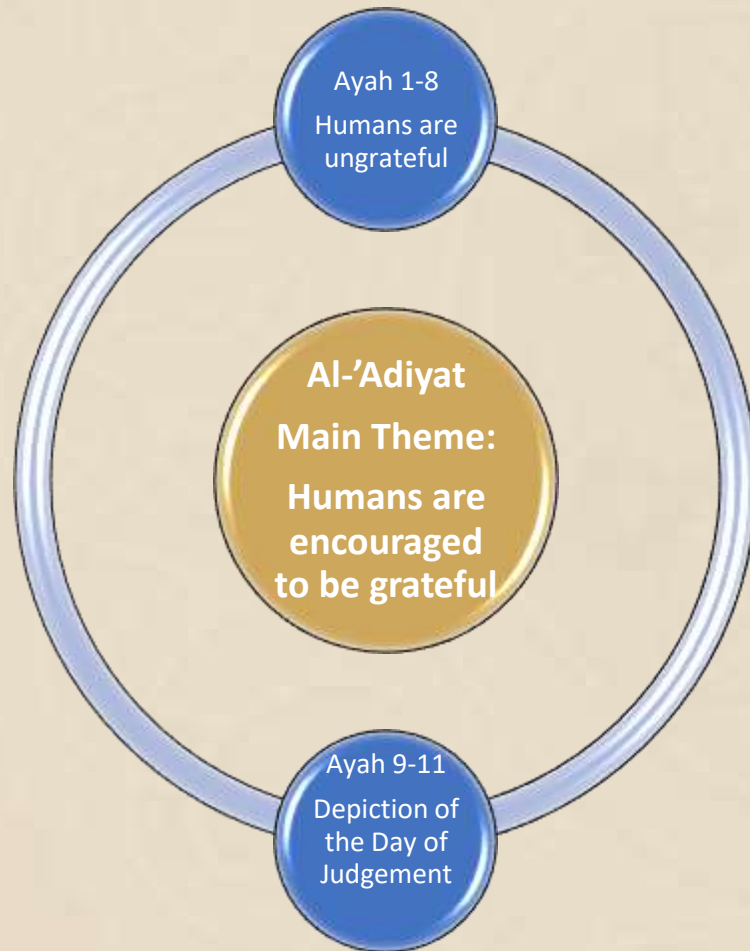 Ayah 1-8
Humans are
ungrateful
Al-’Adiyat
Main Theme:
Humans are
encouraged
to be grateful
Ayah 9-11
Depiction of
the Day of
Judgement